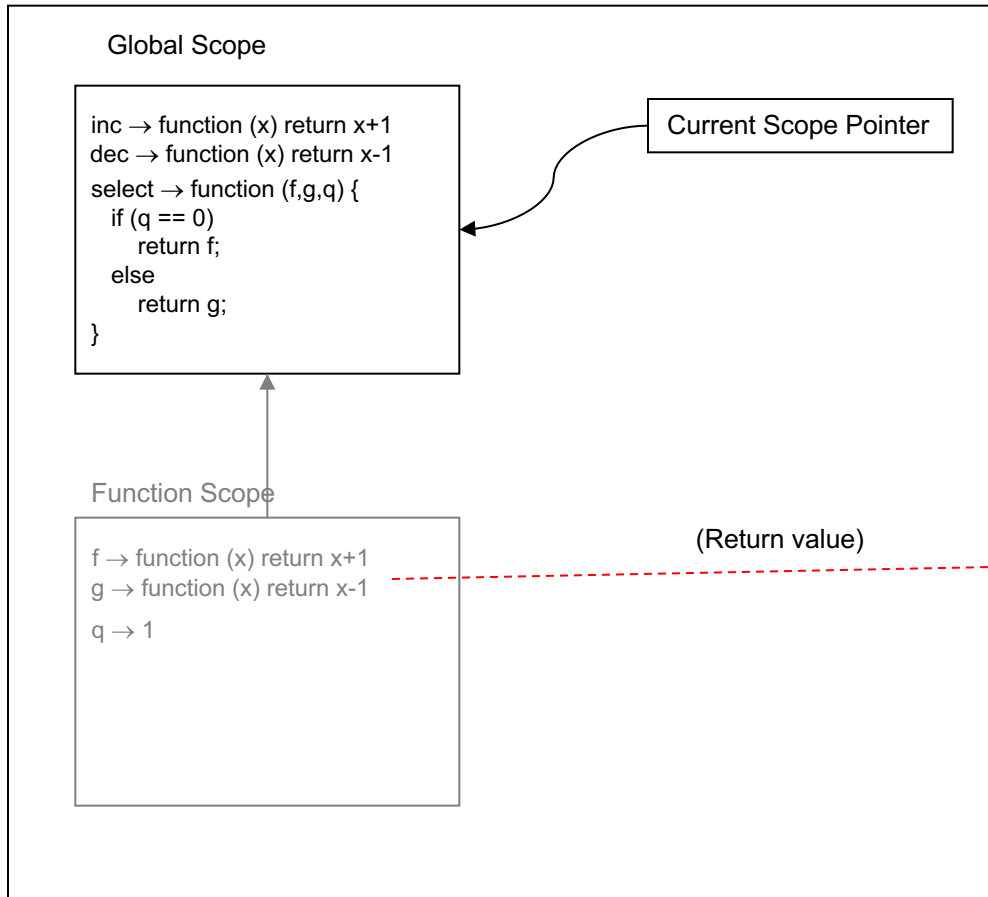 Global Scope
inc → function (x) return x+1
dec → function (x) return x-1
select → function (f,g,q) {
if (q == 0)
return f;
else
return g;
}
Current Scope Pointer
Function Scope
f → function (x) return x+1
g → function (x) return x-1
q → 1
(Return value)